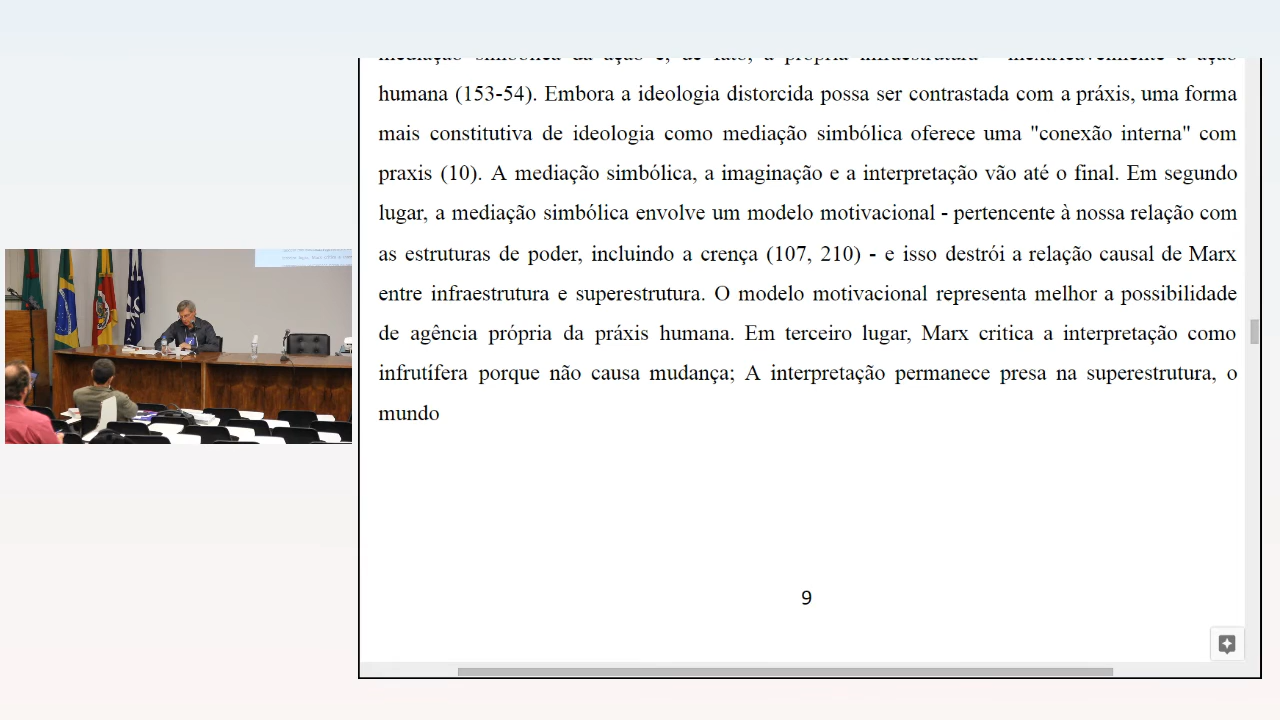 humana (153-54). Embora a ideologia distorcida possa ser contrastada com a práxis, uma forma
mais constitutiva de ideologia como mediação simbólica oferece uma "conexão interna" com
praxis (10). A mediação simbólica, a imaginação e a interpretação vão até o final. Em segundo
lugar, a mediação simbólica envolve um modelo motivacional - pertencente à nossa relação com
as estruturas de poder, incluindo a crença (107, 210) - e isso destrói a relação causal de Marx
entre infraestrutura e superestrutura. O modelo motivacional representa melhor a possibilidade
de agência própria da práxis humana. Em terceiro lugar, Marx critica a interpretação como
infrutífera porque não causa mudança; A interpretação permanece presa na superestrutura, o
mundo
9